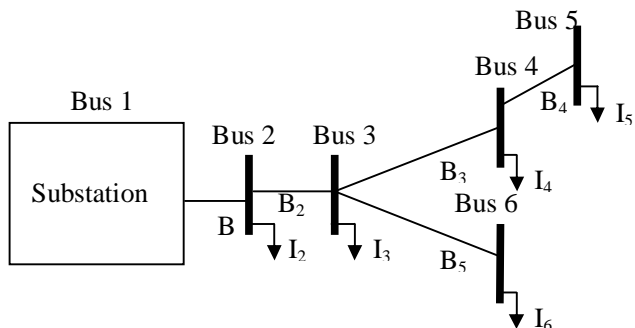 Bus 5
Bus 4
Bus 1
Bus 2
Bus 3
B₄
I₅
Substation
B₃
I₄
B₂
Bus 6
B
I₂
I₃
B₅
I₆